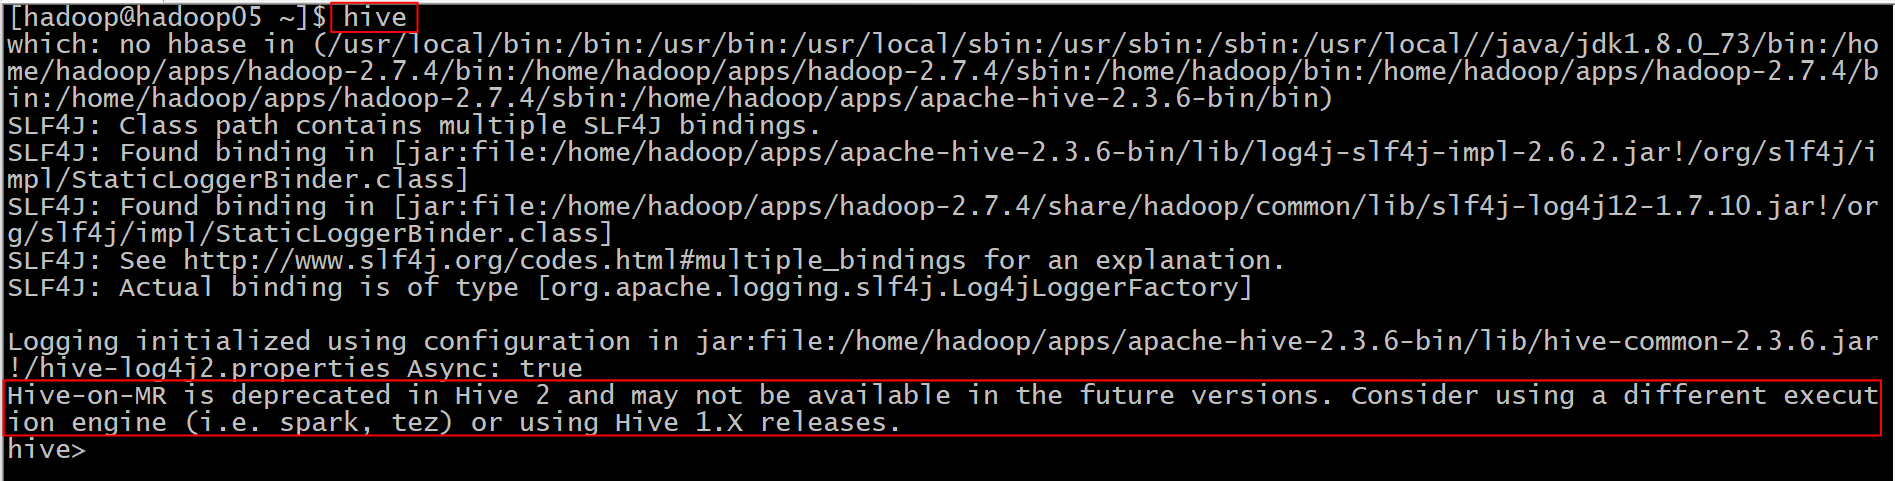 [hadoop@hadoop05 ~]$ hive
which: no hbase in (/usr/local/bin:/bin:/usr/bin:/usr/local/sbin:/usr/sbin:/sbin:/usr/local//java/jdk1.8.0_73/bin:/ho
me/hadoop/apps/hadoop-2.7.4/bin:/home/hadoop/apps/hadoop-2.7.4/sbin:/home/hadoop/bin:/home/hadoop/apps/hadoop-2.7.4/b
in:/home/hadoop/apps/hadoop-2.7.4/sbin:/home/hadoop/apps/apache-hive-2.3.6-bin/bin)
SLF4J: Class path contains multiple SLF4J bindings.
SLF4J: Found binding in [jar:file:/home/hadoop/apps/apache-hive-2.3.6-bin/lib/log4j-slf4j-impl-2.6.2.jar!/org/slf4j/i
mpl/StaticLoggerBinder.class]
SLF4J: Found binding in [jar:file:/home/hadoop/apps/hadoop-2.7.4/share/hadoop/common/lib/slf4j-log4j12-1.7.10.jar!/or
g/slf4j/impl/StaticLoggerBinder.class]
SLF4J: See http://www.slf4j.org/codes.html#multiple_bindings for an explanation.
SLF4J: Actual binding is of type [org.apache.logging.slf4j.Log4jLoggerFactory]
Logging initialized using configuration in jar:file:/home/hadoop/apps/apache-hive-2.3.6-bin/lib/hive-common-2.3.6.jar
!/hive-log4j2.properties Async: true
Hive-on-MR is deprecated in Hive 2 and may not be available in the future versions. Consider using a different execut
ion engine (i.e. spark, tez) or using Hive 1.X releases.
hive>